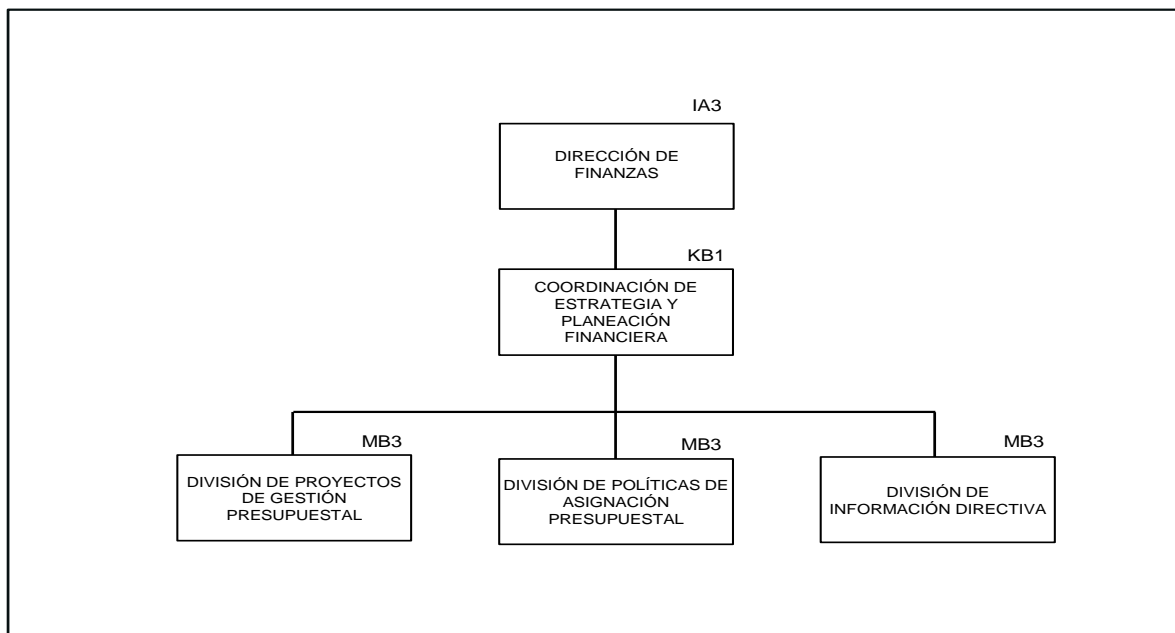 IA3
DIRECCIÓN DE
FINANZAS
KB1
COORDINACIÓN DE
ESTRATEGIA Y
PLANEACIÓN
FINANCIERA
MB3
DIVISIÓN DE PROYECTOS
DE GESTIÓN
PRESUPUESTAL
MB3
DIVISIÓN DE POLÍTICAS DE
ASIGNACIÓN
PRESUPUESTAL
MB3
DIVISIÓN DE
INFORMACIÓN DIRECTIVA